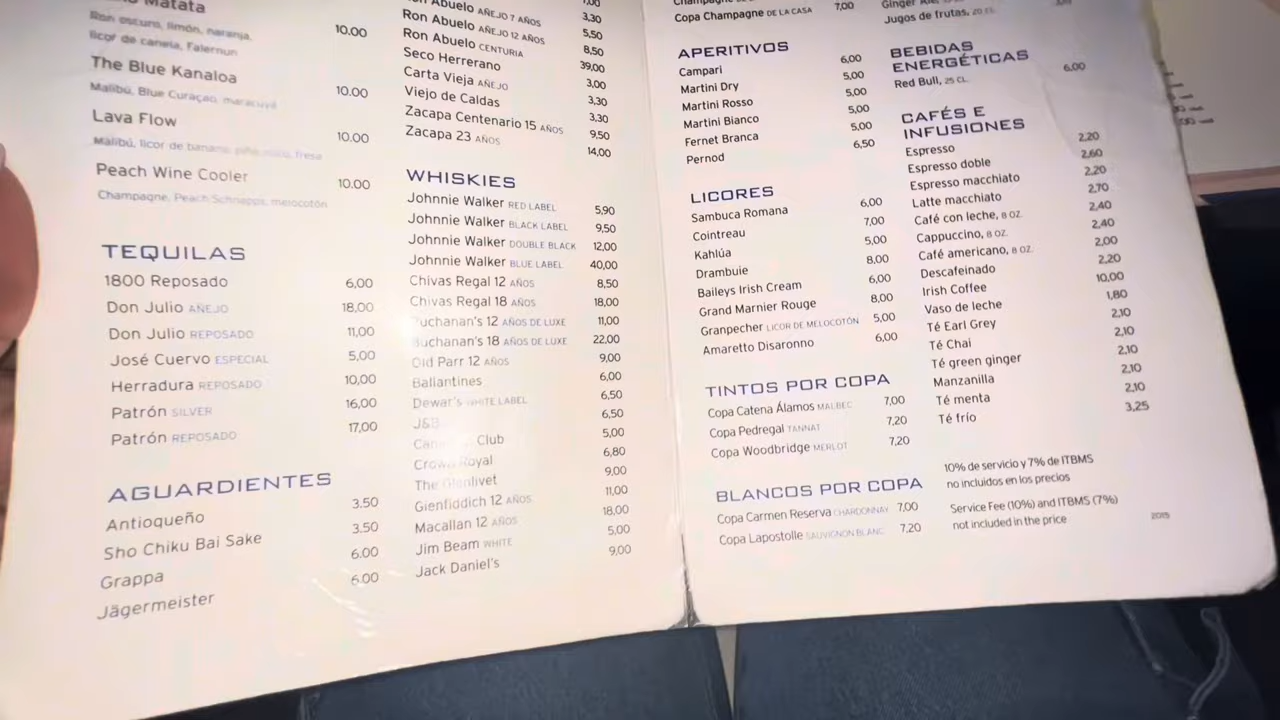 Matata
Ron oscuro, limón, naranja, 10.00
licor de canela, Falernun
The Blue Kanaloa
Malibú, Blue Curaçao, maracuyá 10.00
Lava Flow
Malibú, licor de banano, piña colada, fresa 10.00
Peach Wine Cooler 10.00
Champagne, Peach Schnapps, melocotón
TEQUILAS
1800 Reposado 6,00
Don Julio AÑEJO 18,00
Don Julio REPOSADO 11,00
José Cuervo ESPECIAL 5,00
Herradura REPOSADO 10,00
Patrón SILVER 16,00
Patrón REPOSADO 17,00
AGUARDIENTES
Antioqueño 3.50
Sho Chiku Bai Sake 3.50
Grappa 6.00
Jägermeister 6.00
Abuelo AÑEJO 7 AÑOS 3,30
Ron Abuelo AÑEJO 12 AÑOS 5,50
Ron Abuelo CENTURIA 8,50
Seco Herrerano 39,00
Carta Vieja AÑEJO 3,00
Viejo de Caldas 3,30
Zacapa Centenario 15 AÑOS 3,30
Zacapa 23 AÑOS 9,50
14,00
WHISKIES
Johnnie Walker RED LABEL 5,90
Johnnie Walker BLACK LABEL 9,50
Johnnie Walker DOUBLE BLACK 12,00
Johnnie Walker BLUE LABEL 40,00
Chivas Regal 12 AÑOS 8,50
Chivas Regal 18 AÑOS 18,00
Buchanan's 12 AÑOS DE LUXE 11,00
Buchanan's 18 AÑOS DE LUXE 22,00
Old Parr 12 AÑOS 9,00
Ballantines 6,00
Dewar's WHITE LABEL 6,50
J&B 6,50
Club 5,00
Crown Royal 6,80
The Glenlivet 9,00
Glenfiddich 12 AÑOS 11,00
Macallan 12 AÑOS 18,00
Jim Beam WHITE 5,00
Jack Daniel's 9,00
Copa Champagne DE LA CASA 7,00
APERITIVOS
Campari 6,00
Martini Dry 5,00
Martini Rosso 5,00
Martini Bianco 5,00
Fernet Branca 5,00
Pernod 6,50
LICORES
Sambuca Romana 6,00
Cointreau 7,00
Kahlúa 5,00
Drambuie 8,00
Baileys Irish Cream 6,00
Grand Marnier Rouge 8,00
Granpecher LICOR DE MELOCOTÓN 5,00
Amaretto Disaronno 6,00
TINTOS POR COPA
Copa Catena Álamos MALBEC 7,00
Copa Pedregal TANNAT 7,20
Copa Woodbridge MERLOT 7,20
BLANCOS POR COPA
Copa Carmen Reserva CHARDONNAY 7,00
Copa Lapostolle SAUVIGNON BLANC 7,20
Ginger Ale,
Jugos de frutas, 20 CL.
BEBIDAS
ENERGÉTICAS
Red Bull, 25 CL. 6,00
CAFÉS E
INFUSIONES
Espresso 2,20
Espresso doble 2,60
Espresso macchiato 2,20
Latte macchiato 2,70
Café con leche, 8 OZ. 2,40
Cappuccino, 8 OZ. 2,40
Café americano, 8 OZ. 2,00
Descafeinado 2,20
Irish Coffee 10,00
Vaso de leche 1,80
Té Earl Grey 2,10
Té Chai 2,10
Té green ginger 2,10
Manzanilla 2,10
Té menta 2,10
Té frío 3,25
10% de servicio y 7% de ITBMS
no incluidos en los precios
Service Fee (10%) and ITBMS (7%)
not included in the price
2015